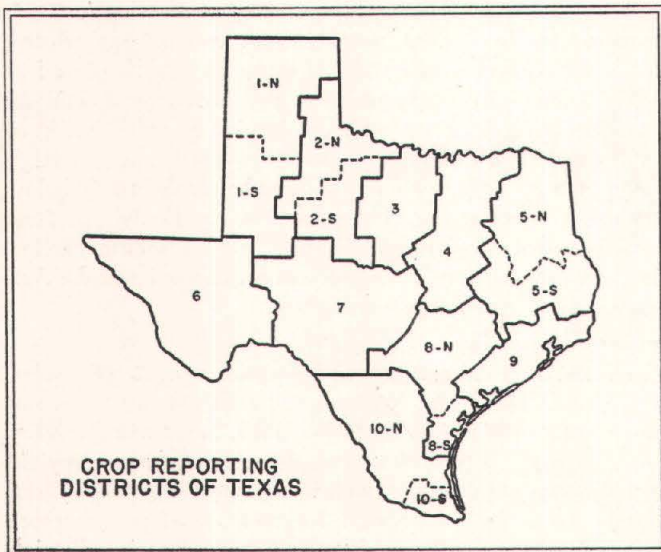 1-N
2-N
1-S
2-S
3
4
5-N
5-S
6
7
8-N
9
10-N
8-S
10-S
CROP REPORTING
DISTRICTS OF TEXAS